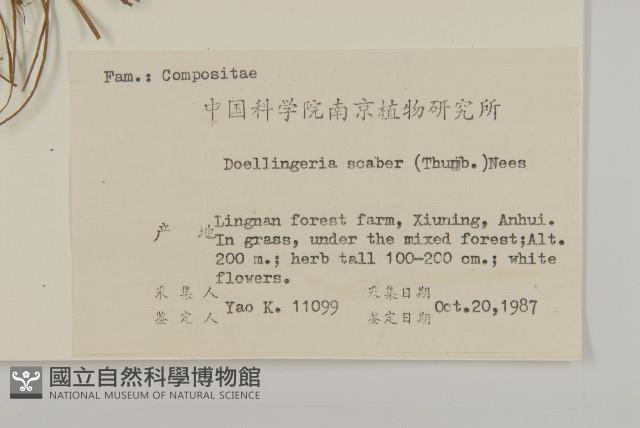 Fam.: Compositae
中国科学院南京植物研究所
Doellingeria scaber (Thunb.)Nees
产 地 Lingnan forest farm, Xiuning, Anhui.
In grass, under the mixed forest;Alt.
200 m.; herb tall 100-200 cm.; white
flowers.
采 集 人 Yao K. 11099 采集日期 Oct.20,1987
鉴 定 人 鉴定日期
國立自然科學博物館
NATIONAL MUSEUM OF NATURAL SCIENCE